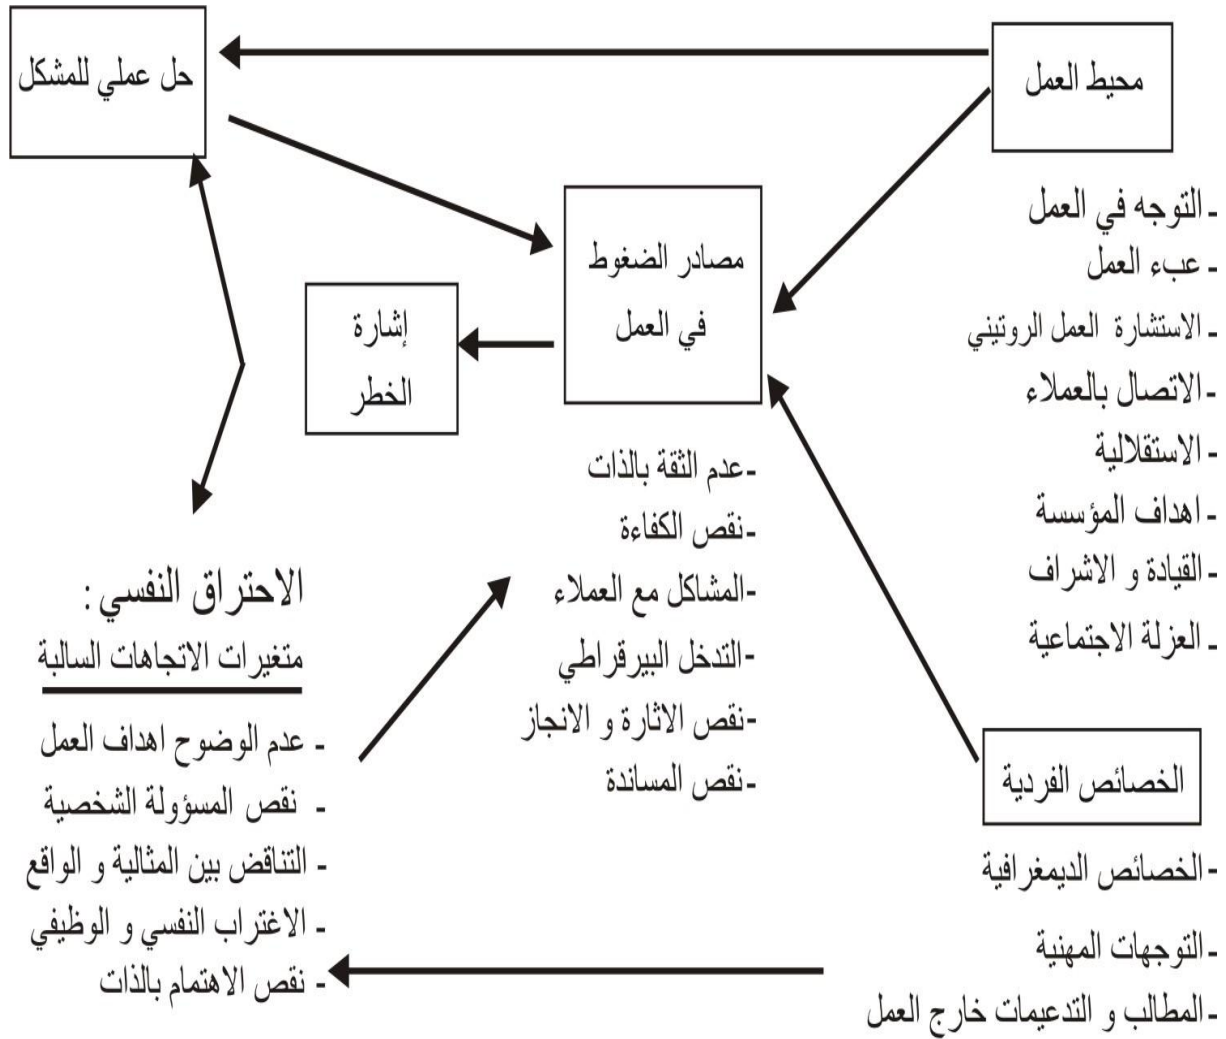 محيط العمل
- التوجه في العمل
- عبء العمل
- الاستشارة العمل الروتيني
- الاتصال بالعملاء
- الاستقلالية
- اهداف المؤسسة
- القيادة و الاشراف
- العزلة الاجتماعية
الخصائص الفردية
- الخصائص الديمغرافية
- التوجهات المهنية
- المطالب و التدعيمات خارج العمل
مصادر الضغوط
في العمل
- عدم الثقة بالذات
- نقص الكفاءة
- المشاكل مع العملاء
- التدخل البيرقراطي
- نقص الاثارة و الانجاز
- نقص المساندة
إشارة
الخطر
حل عملي للمشكل
الاحتراق النفسي :
متغيرات الاتجاهات السالبة
- عدم الوضوح اهداف العمل
- نقص المسؤولة الشخصية
- التناقض بين المثالية و الواقع
- الاغتراب النفسي و الوظيفي
- نقص الاهتمام بالذات